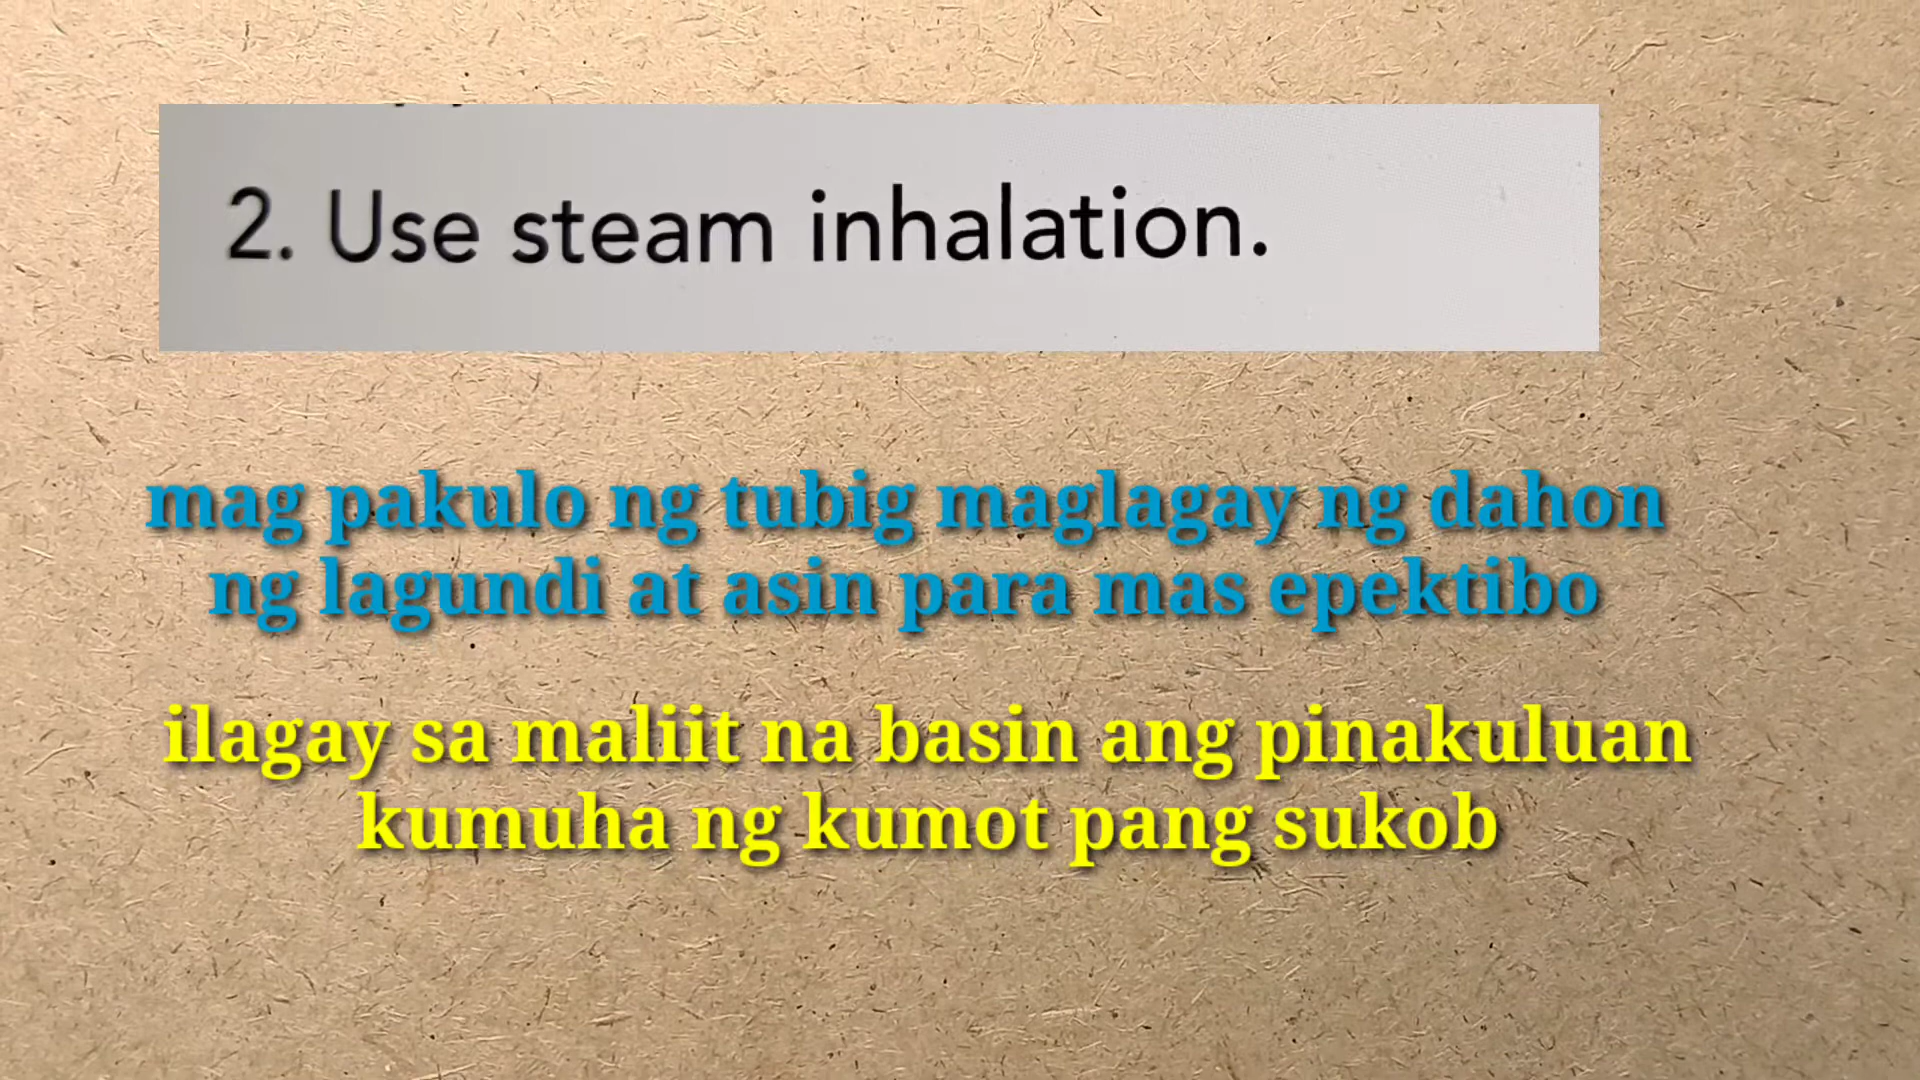 2. Use steam inhalation.
mag pakulo ng tubig maglagay ng dahon
ng lagundi at asin para mas epektibo
ilagay sa maliit na basin ang pinakuluan
kumuha ng kumot pang sukob